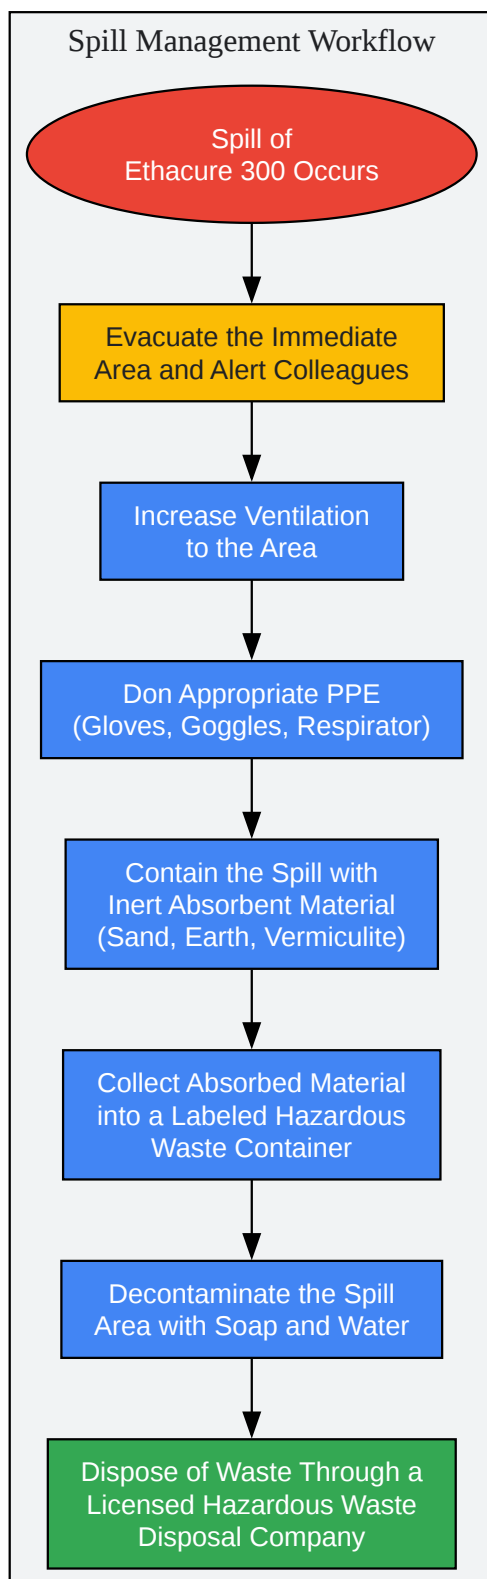 Spill Management Workflow
Spill of
Ethacure 300 Occurs
Evacuate the Immediate
Area and Alert Colleagues
Increase Ventilation
to the Area
Don Appropriate PPE
(Gloves, Goggles, Respirator)
Contain the Spill with
Inert Absorbent Material
(Sand, Earth, Vermiculite)
Collect Absorbed Material
into a Labeled Hazardous
Waste Container
Decontaminate the Spill
Area with Soap and Water
Dispose of Waste Through a
Licensed Hazardous Waste
Disposal Company